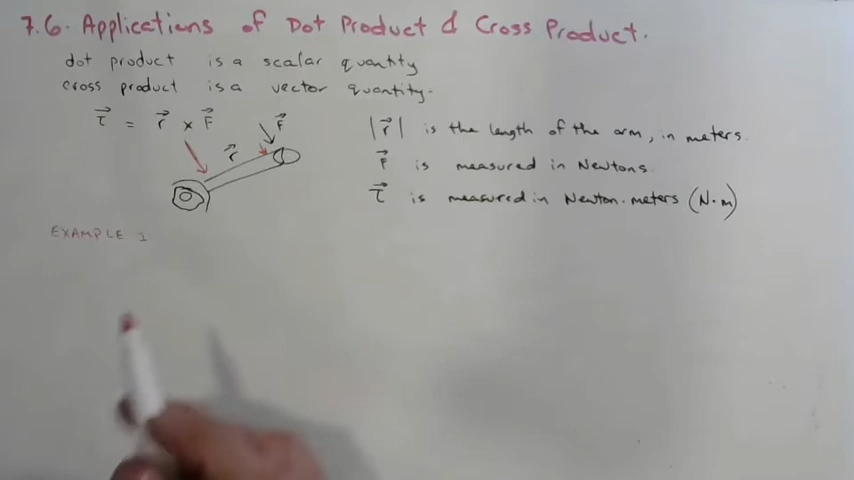 7.6. Applications of Dot Product & Cross Product.
dot product is a scalar quantity
cross product is a vector quantity.
τ⃗ = r⃗ × F⃗
F⃗
r⃗
|r⃗| is the length of the arm, in meters.
F⃗ is measured in Newtons.
τ⃗ is measured in Newton·meters (N·m)
EXAMPLE 1